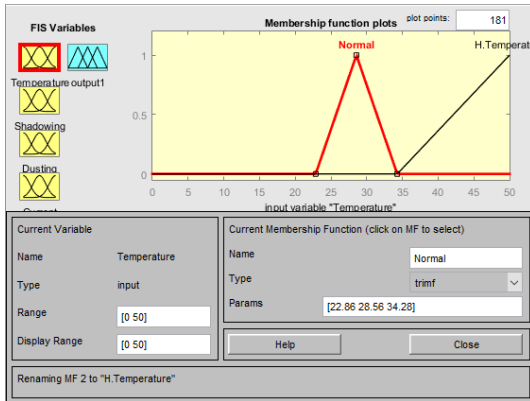 FIS Variables
Membership function plots
plot points:
181
Temperature
output1
Shadowing
Dusting
Normal
H.Temperat
1
0.5
0
0 5 10 15 20 25 30 35 40 45 50
input variable "Temperature"
Current Variable
Name Temperature
Type input
Range [0 50]
Display Range [0 50]
Current Membership Function (click on MF to select)
Name Normal
Type trimf
Params [22.86 28.56 34.28]
Help
Close
Renaming MF 2 to "H.Temperature"